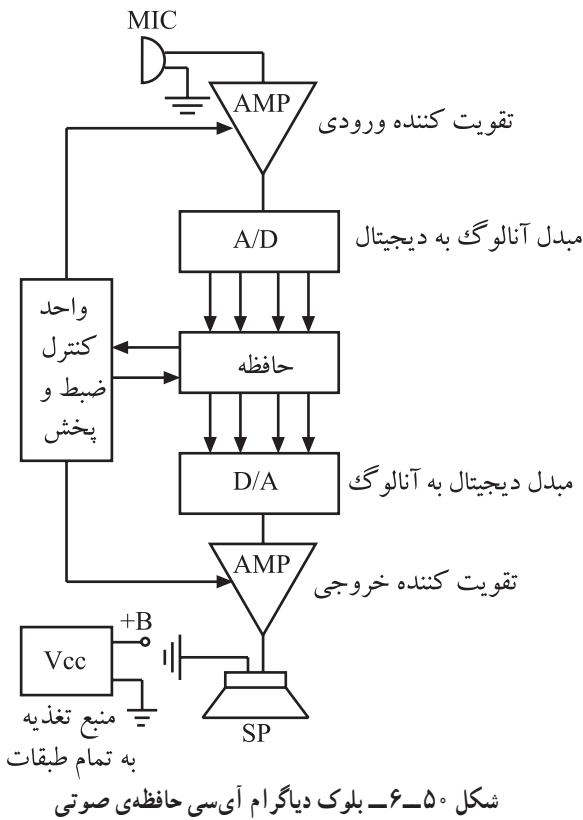 MIC
AMP
تقویت کننده ورودی
A/D
مبدل آنالوگ به دیجیتال
واحد
کنترل
ضبط و
پخش
حافظه
D/A
مبدل دیجیتال به آنالوگ
AMP
تقویت کننده خروجی
+B
Vcc
SP
منبع تغذیه
به تمام طبقات
شکل ۵۰ــ۶ــ بلوک دیاگرام آی‌سی حافظه‌ی صوتی